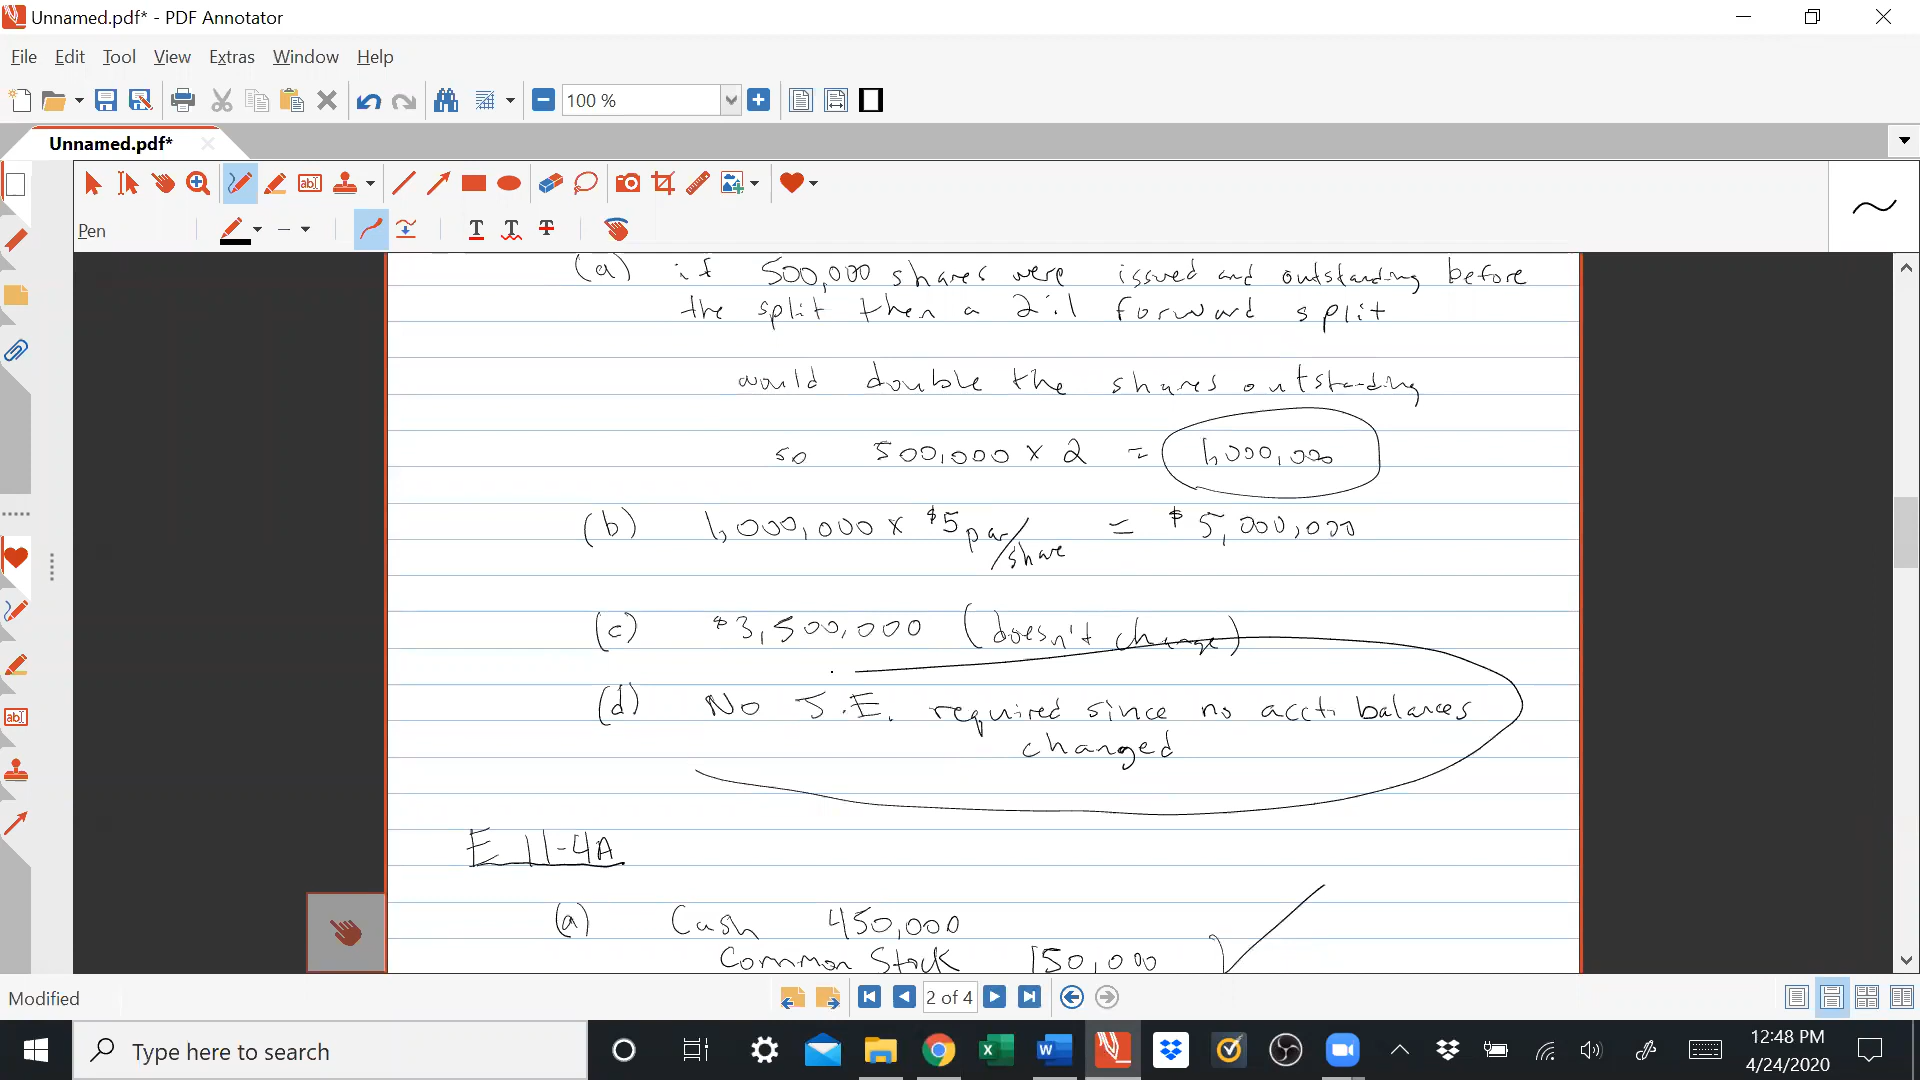 Unnamed.pdf* - PDF Annotator
File Edit Tool View Extras Window Help
100 %
Unnamed.pdf*
Pen
(a) if 500,000 shares were issued and outstanding before
the split then a 2:1 forward split
would double the shares outstanding
so 500,000 x 2 = 1,000,000
(b) 1,000,000 x $5 par/share = $5,000,000
(c) $3,500,000 (doesn't change)
(d) No J.E. required since no acct. balances
changed
E 11-4A
(a) Cash 450,000
Common Stock 150,000
Modified
2 of 4
Type here to search
12:48 PM
4/24/2020